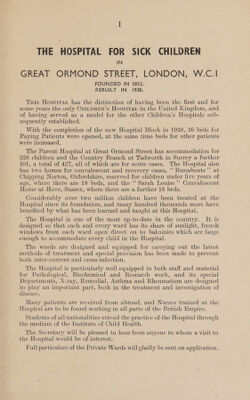 1
THE HOSPITAL FOR SICK CHILDREN
IN
GREAT ORMOND STREET, LONDON, W.C.1
FOUNDED IN 1852.
REBUILT IN 1938.
THIS HOSPITAL has the distinction of having been the first and for
some years the only CHILDREN'S HOSPITAL in the United Kingdom, and
of having served as a model for the other Children's Hospitals sub-
sequently established.
With the completion of the new Hospital Block in 1938, 36 beds for
Paying Patients were opened, at the same time beds for other patients
were increased.
The Parent Hospital at Great Ormond Street has accommodation for
326 children and the Country Branch at Tadworth in Surrey a further
101, a total of 427, all of which are for acute cases. The Hospital also
has two homes for convalescent and recovery cases, " " at
Chipping Norton, Oxfordshire, reserved for children under five years of
age, where there are 18 beds, and the " Sarah Louise " Convalescent
Home at Hove, Sussex, where there are a further 18 beds.
Considerably over two million children have been treated at the
Hospital since its foundation, and many hundred thousands more have
benefited by what has been learned and taught at this Hospital.
The Hospital is one of the most up-to-date in the country. It is
designed so that each and every ward has its share of sunlight, french
windows from each ward open direct on to balconies which are large
enough to accommodate every child in the Hospital.
The wards are designed and equipped for carrying out the latest
methods of treatment and special provision has been made to prevent
both inter-current and cross-infection.
The Hospital is particularly well equipped in both staff and material
for Pathological, Biochemical and Research work, and its special
Departments, X-ray, Remedial, Asthma and Rheumatism are designed
to play an important part, both in the treatment and investigation of
disease.
Many patients are received from abroad, and Nurses trained at the
Hospital are to be found working in all parts of the British Empire.
Students of all nationalities attend the practice of the Hospital through
the medium of the Institute of Child Health.
The Secretary will be pleased to hear from anyone to whom a visit to
the Hospital would be of interest.
Full particulars of the Private Wards will gladly be sent on application.